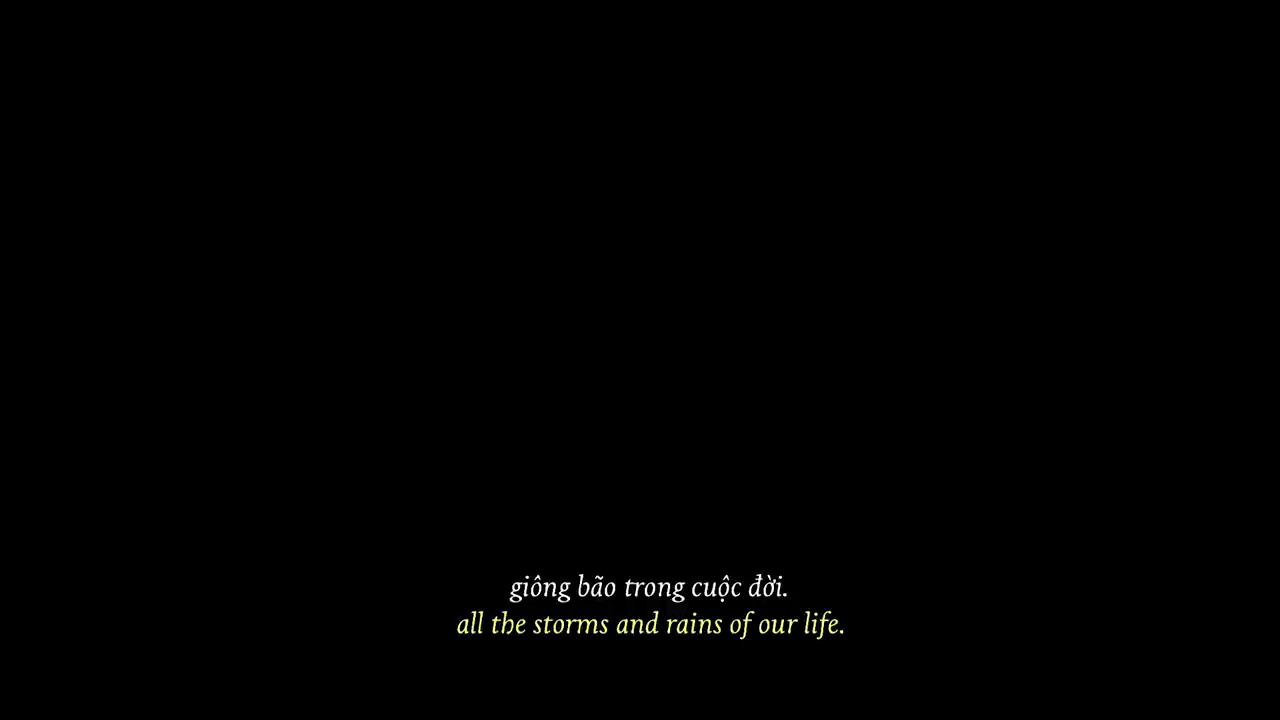 giông bão trong cuộc đời.
all the storms and rains of our life.